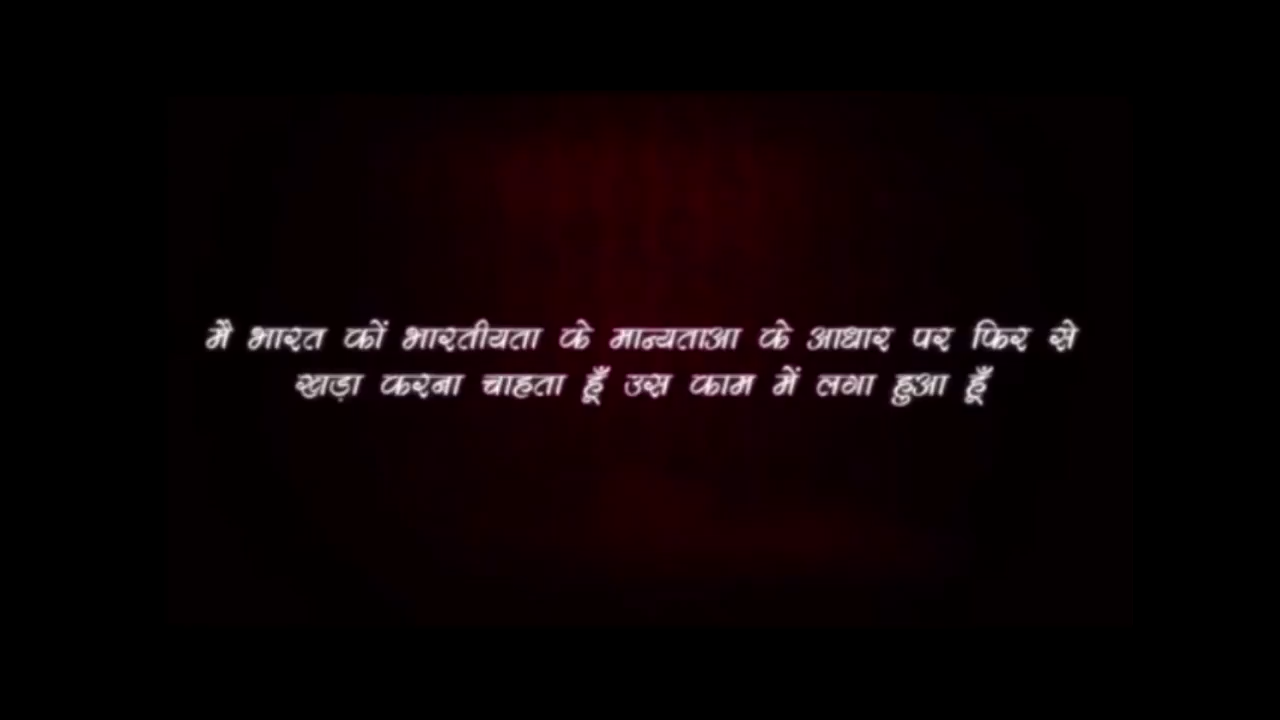 मै भारत कों भारतीयता के मान्यताआ के आधार पर फिर से
खड़ा करना चाहता हूँ उस काम में लगा हुआ हूँ